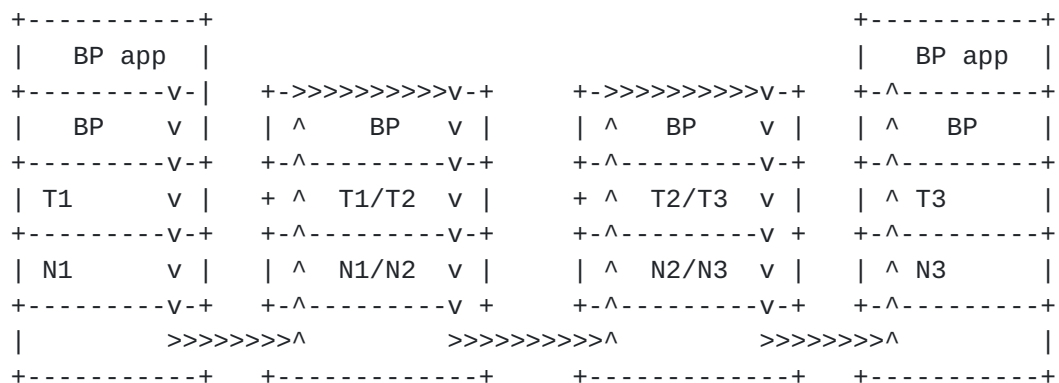 +-----------+                                         +-----------+
|   BP app  |                                         |   BP app  |
+---------v-|   +->>>>>>>>>>v-+     +->>>>>>>>>>v-+   +-^---------+
|   BP    v |   | ^    BP   v |     | ^   BP    v |   | ^   BP    |
+---------v-+   +-^---------v-+     +-^---------v-+   +-^---------+
| T1      v |   + ^  T1/T2  v |     + ^  T2/T3  v |   | ^ T3      |
+---------v-+   +-^---------v-+     +-^---------v +   +-^---------+
| N1      v |   | ^  N1/N2  v |     | ^  N2/N3  v |   | ^ N3      |
+---------v-+   +-^---------v +     +-^---------v-+   +-^---------+
|         >>>>>>>>^         >>>>>>>>>>^         >>>>>>>>^         |
+-----------+   +-------------+     +-------------+   +-----------+